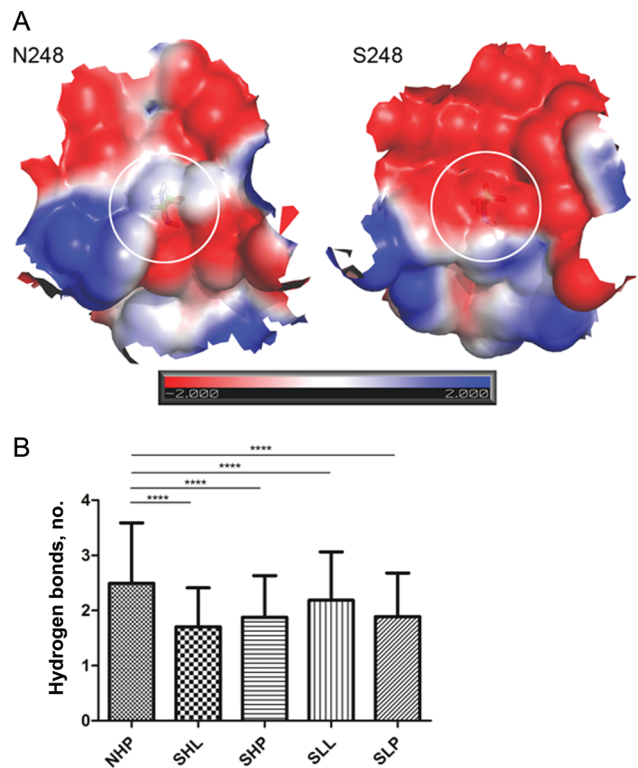 A
N248
S248
-2.000 2.000
B
****
****
****
****
Hydrogen bonds, no.
4
3
2
1
0
NHP SHL SHP SLL SLP